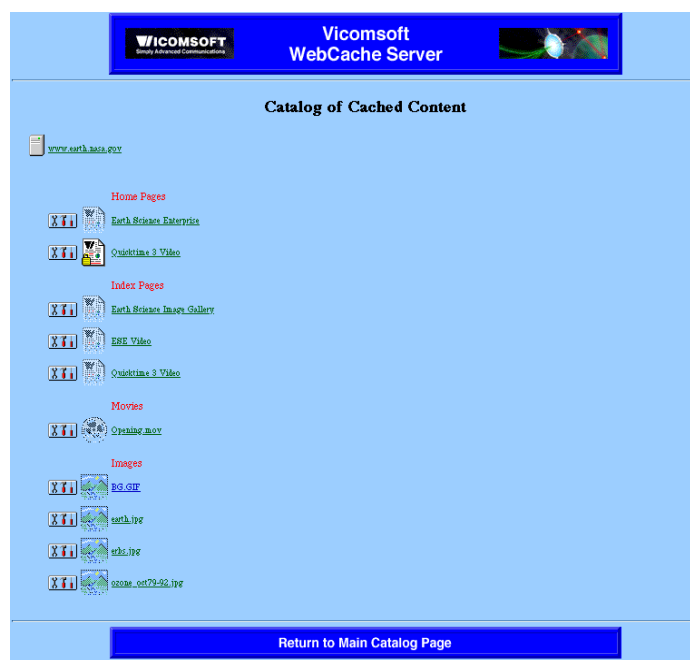 VICOMSOFT
Simply Advanced Communications
Vicomsoft
WebCache Server
Catalog of Cached Content
www.earth.nasa.gov
Home Pages
Earth Science Enterprise
Quicktime 3 Video
Index Pages
Earth Science Image Gallery
ESE Video
Quicktime 3 Video
Movies
Opening.mov
Images
BG.GIF
earth.jpg
erbs.jpg
ozone_oct79-92.jpg
Return to Main Catalog Page